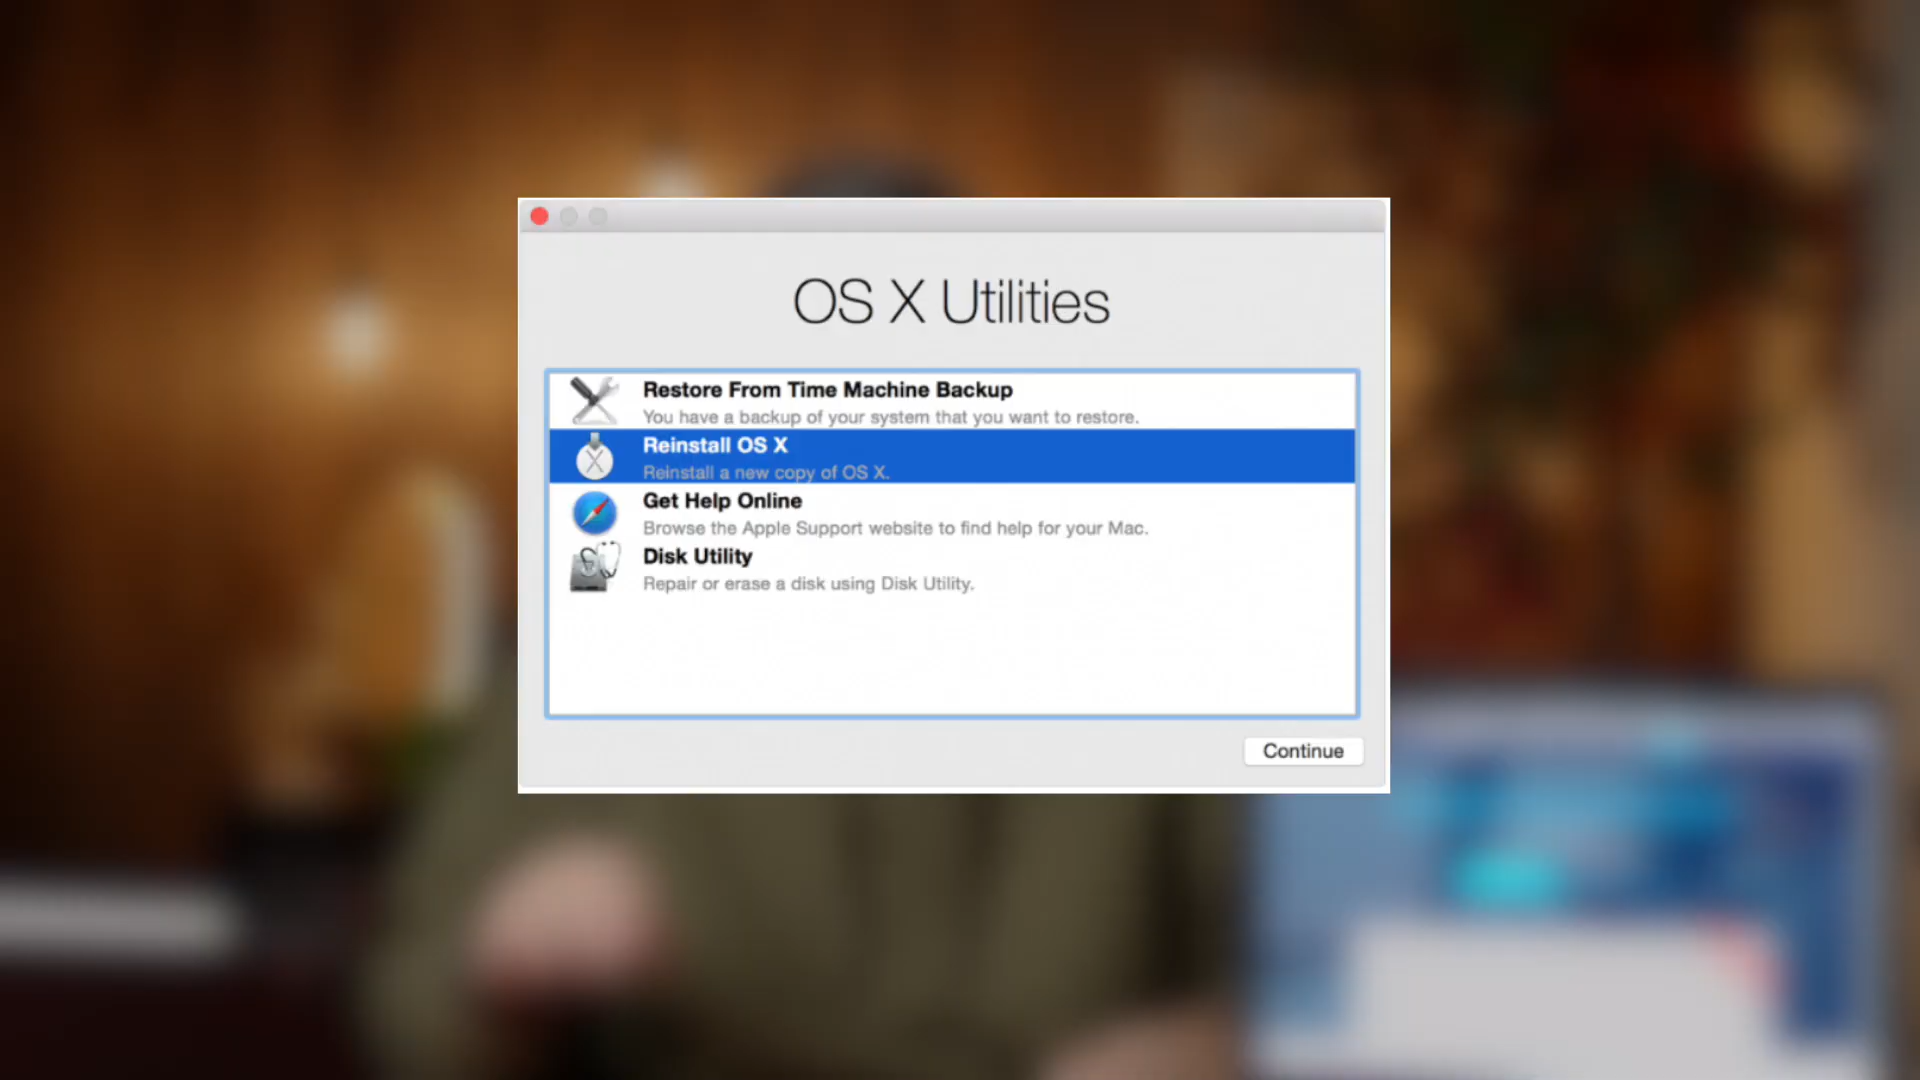 OS X Utilities
Restore From Time Machine Backup
You have a backup of your system that you want to restore.
Reinstall OS X
Reinstall a new copy of OS X.
Get Help Online
Browse the Apple Support website to find help for your Mac.
Disk Utility
Repair or erase a disk using Disk Utility.
Continue